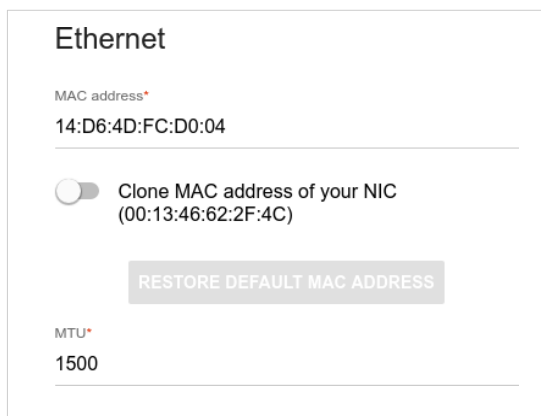 Ethernet
MAC address*
14:D6:4D:FC:D0:04
Clone MAC address of your NIC
(00:13:46:62:2F:4C)
RESTORE DEFAULT MAC ADDRESS
MTU*
1500